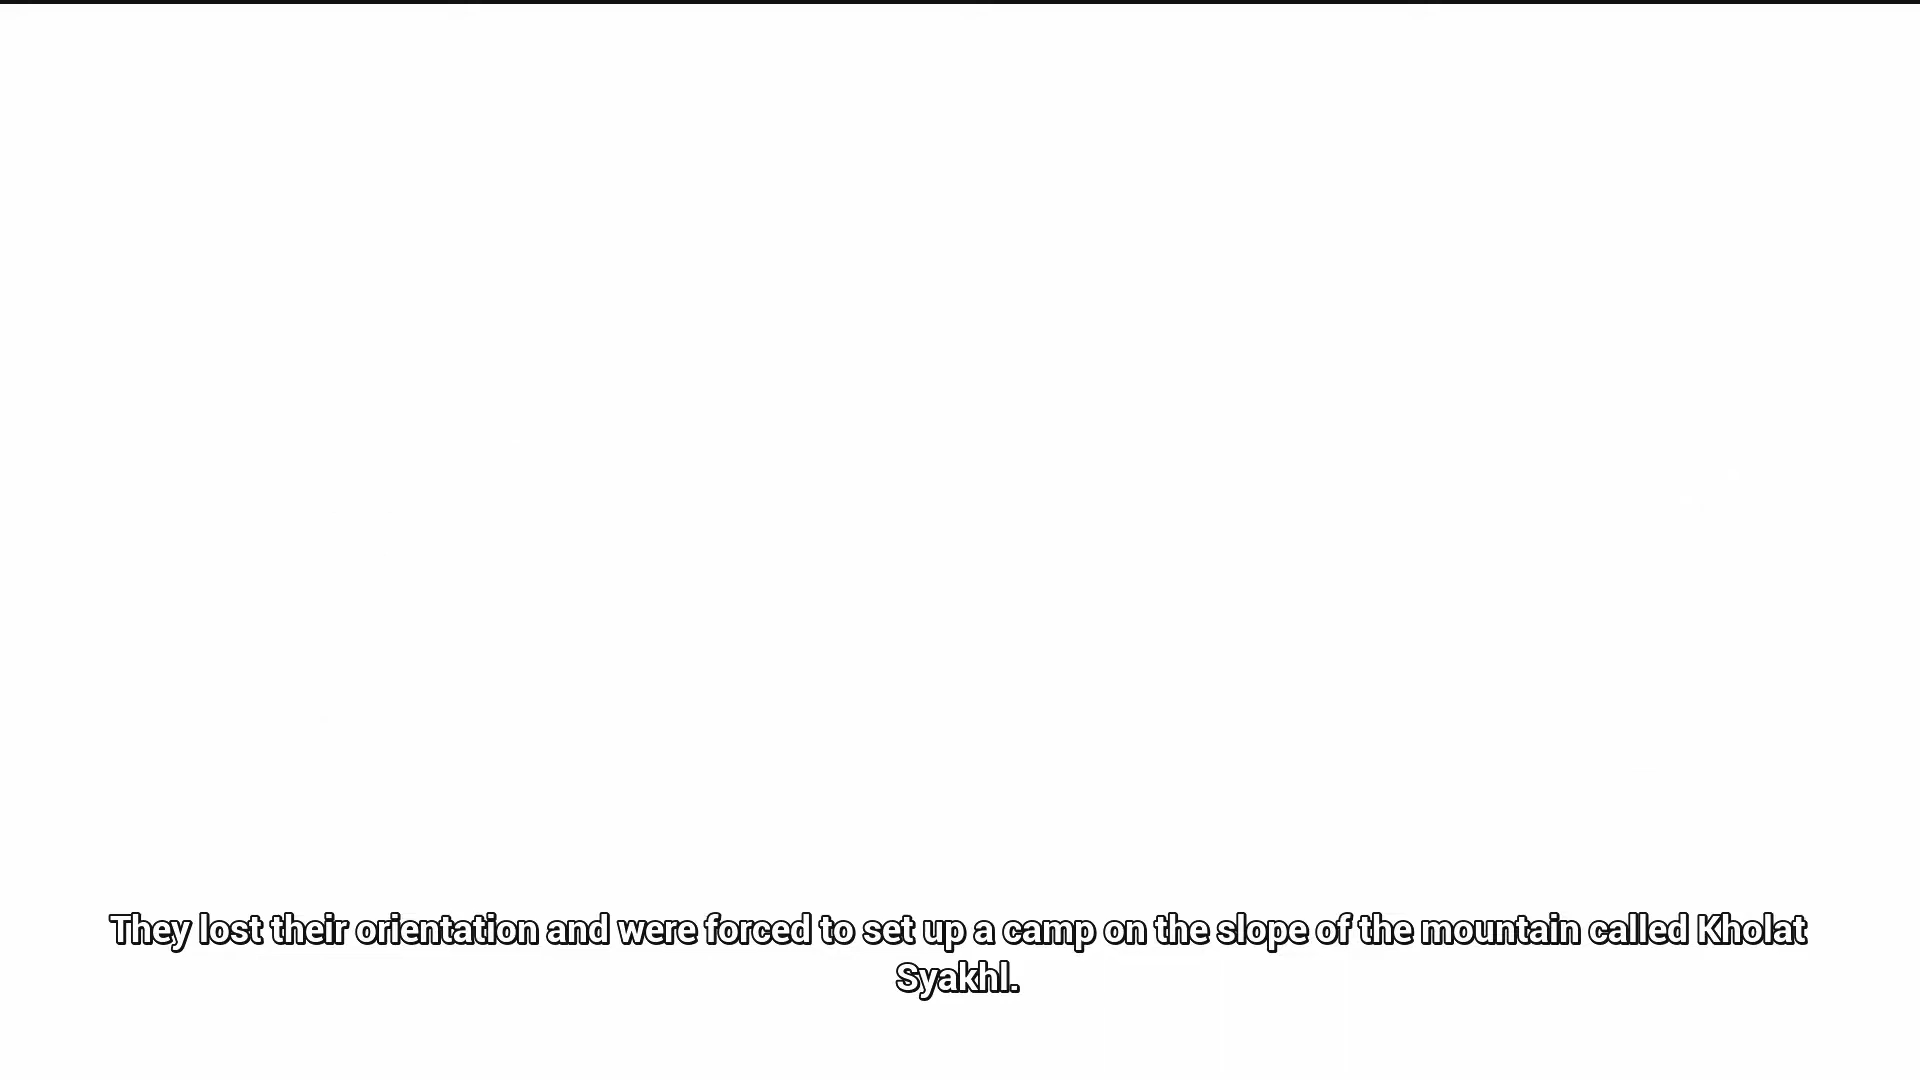 They lost their orientation and were forced to set up a camp on the slope of the mountain called Kholat
Syakhl.